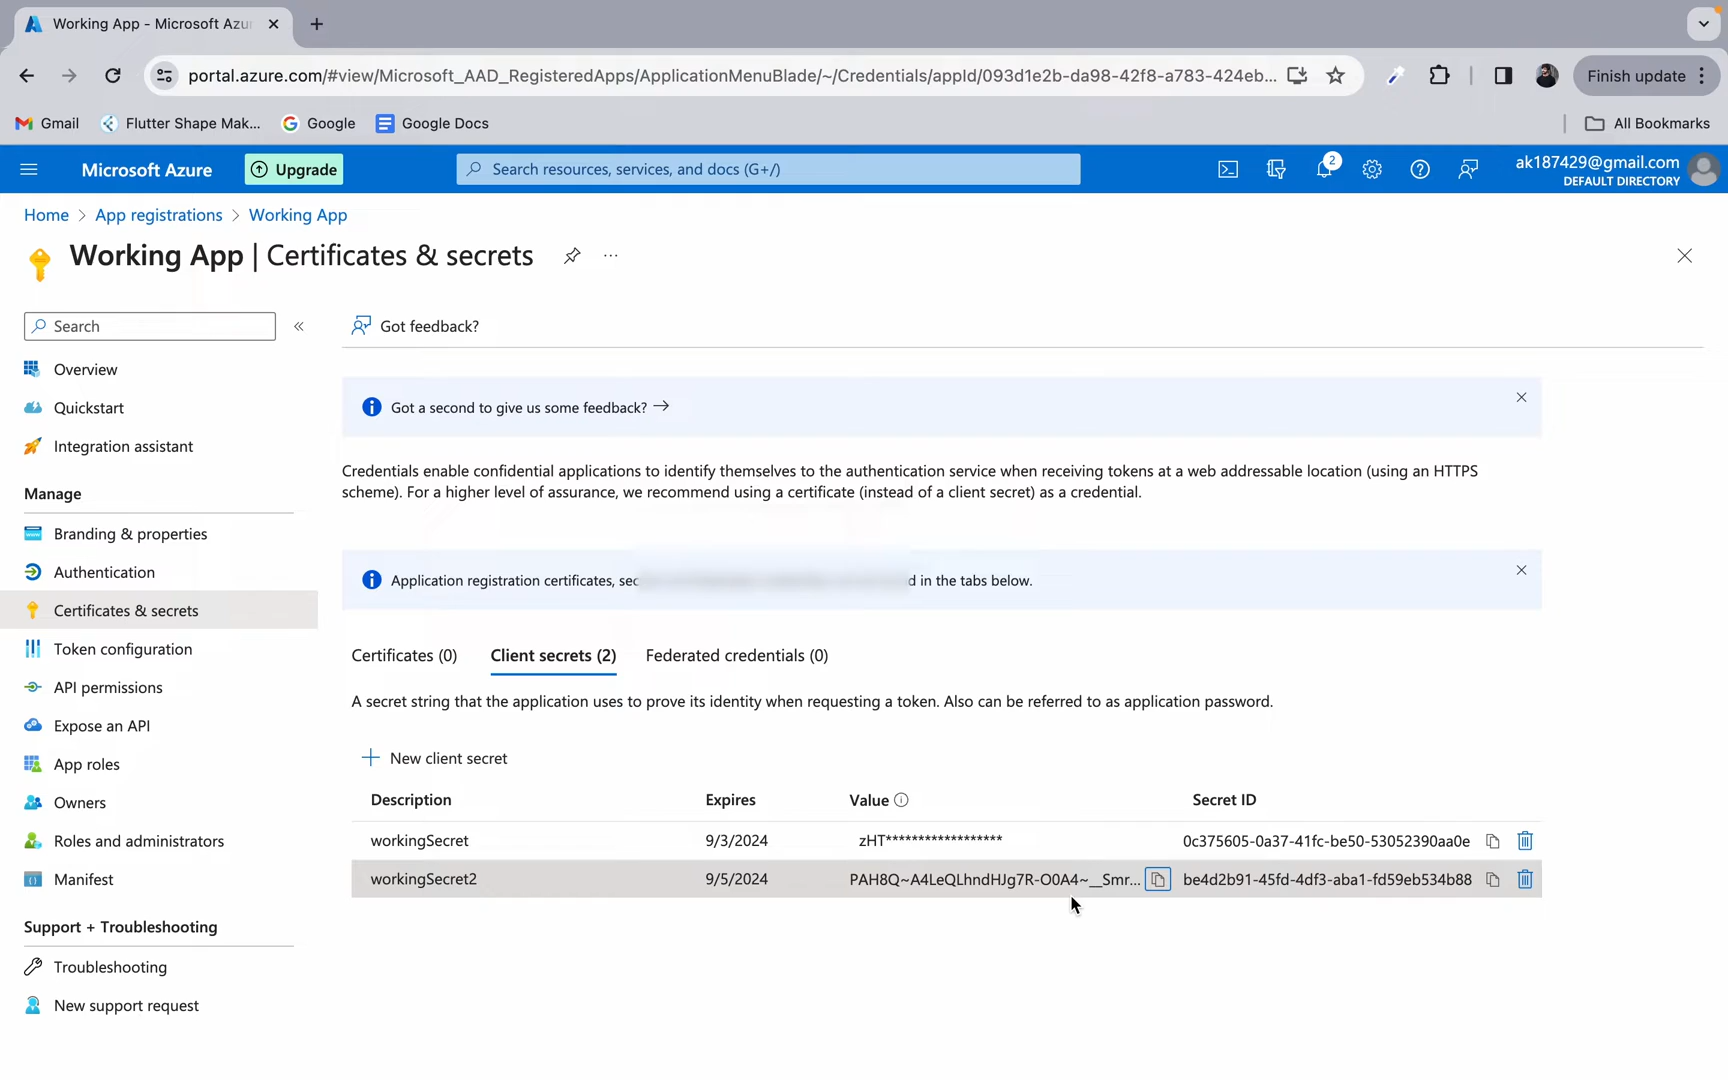 Working App - Microsoft Azu
portal.azure.com/#view/Microsoft_AAD_RegisteredApps/ApplicationMenuBlade/~/Credentials/appId/093d1e2b-da98-42f8-a783-424eb...
Finish update
Gmail
Flutter Shape Mak...
Google
Google Docs
All Bookmarks
Microsoft Azure
Upgrade
Search resources, services, and docs (G+/)
2
ak187429@gmail.com
DEFAULT DIRECTORY
Home > App registrations > Working App
Working App | Certificates & secrets
...
Search
«
Got feedback?
Overview
Quickstart
Integration assistant
Manage
Branding & properties
Authentication
Certificates & secrets
Token configuration
API permissions
Expose an API
App roles
Owners
Roles and administrators
Manifest
Support + Troubleshooting
Troubleshooting
New support request
Got a second to give us some feedback? →
Credentials enable confidential applications to identify themselves to the authentication service when receiving tokens at a web addressable location (using an HTTPS
scheme). For a higher level of assurance, we recommend using a certificate (instead of a client secret) as a credential.
Application registration certificates, in the tabs below.
Certificates (0) Client secrets (2) Federated credentials (0)
A secret string that the application uses to prove its identity when requesting a token. Also can be referred to as application password.
+ New client secret
Description Expires Value Secret ID
workingSecret 9/3/2024 zHT****************** 0c375605-0a37-41fc-be50-53052390aa0e
workingSecret2 9/5/2024 PAH8Q~A4LeQLhndHJg7R-O0A4~__Smr... be4d2b91-45fd-4df3-aba1-fd59eb534b88